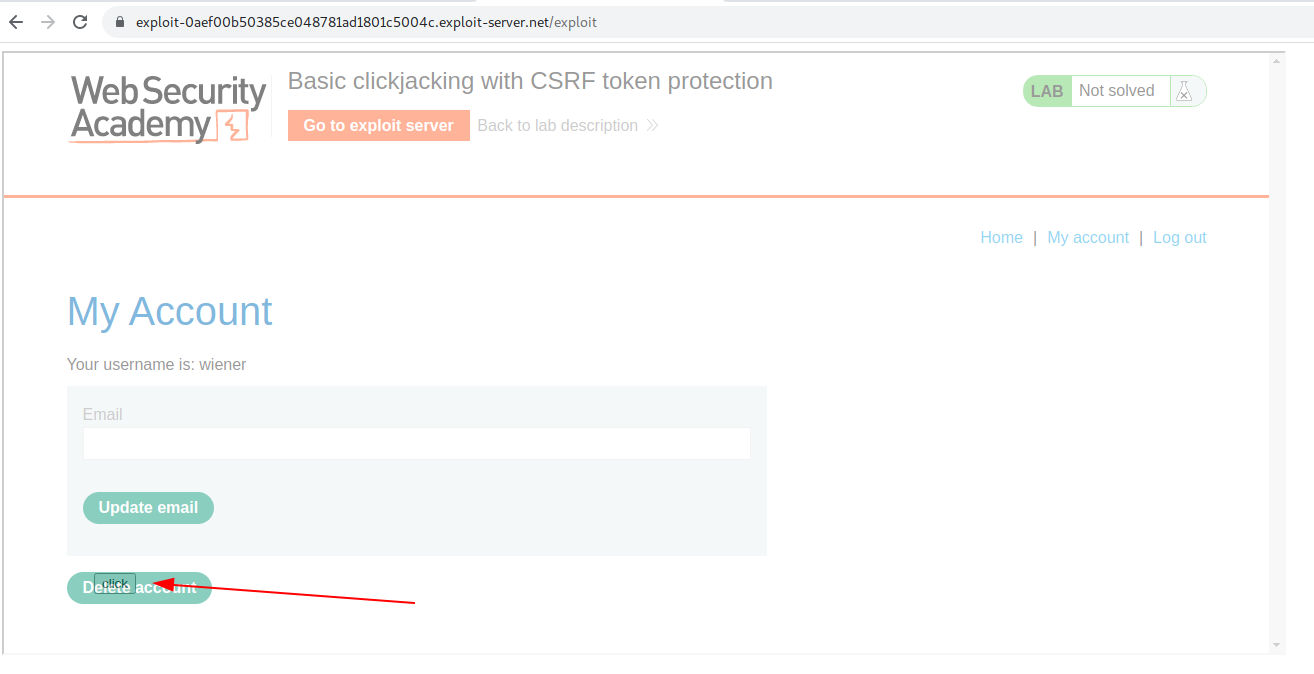 exploit-0aef00b50385ce048781ad1801c5004c.exploit-server.net/exploit
Web Security
Academy
Basic clickjacking with CSRF token protection
Go to exploit server Back to lab description
LAB Not solved
Home | My account | Log out
My Account
Your username is: wiener
Email
Update email
Delete account
click